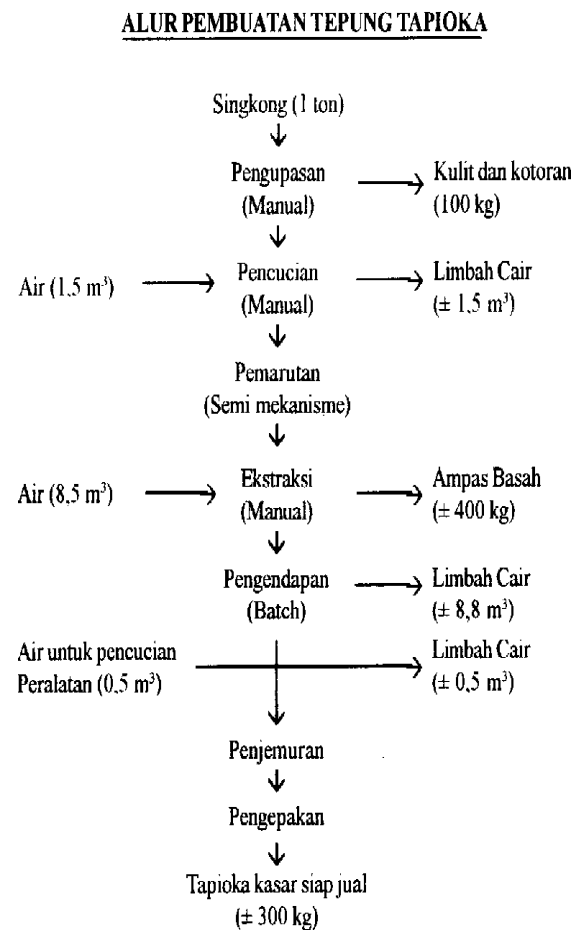 ALUR PEMBUATAN TEPUNG TAPIOKA
Singkong (1 ton)
Pengupasan
(Manual)
Kulit dan kotoran
(100 kg)
Air (1,5 m³)
Pencucian
(Manual)
Limbah Cair
(± 1,5 m³)
Pemarutan
(Semi mekanisme)
Air (8,5 m³)
Ekstraksi
(Manual)
Ampas Basah
(± 400 kg)
Pengendapan
(Batch)
Limbah Cair
(± 8,8 m³)
Air untuk pencucian
Peralatan (0,5 m³)
Limbah Cair
(± 0,5 m³)
Penjemuran
Pengepakan
Tapioka kasar siap jual
(± 300 kg)